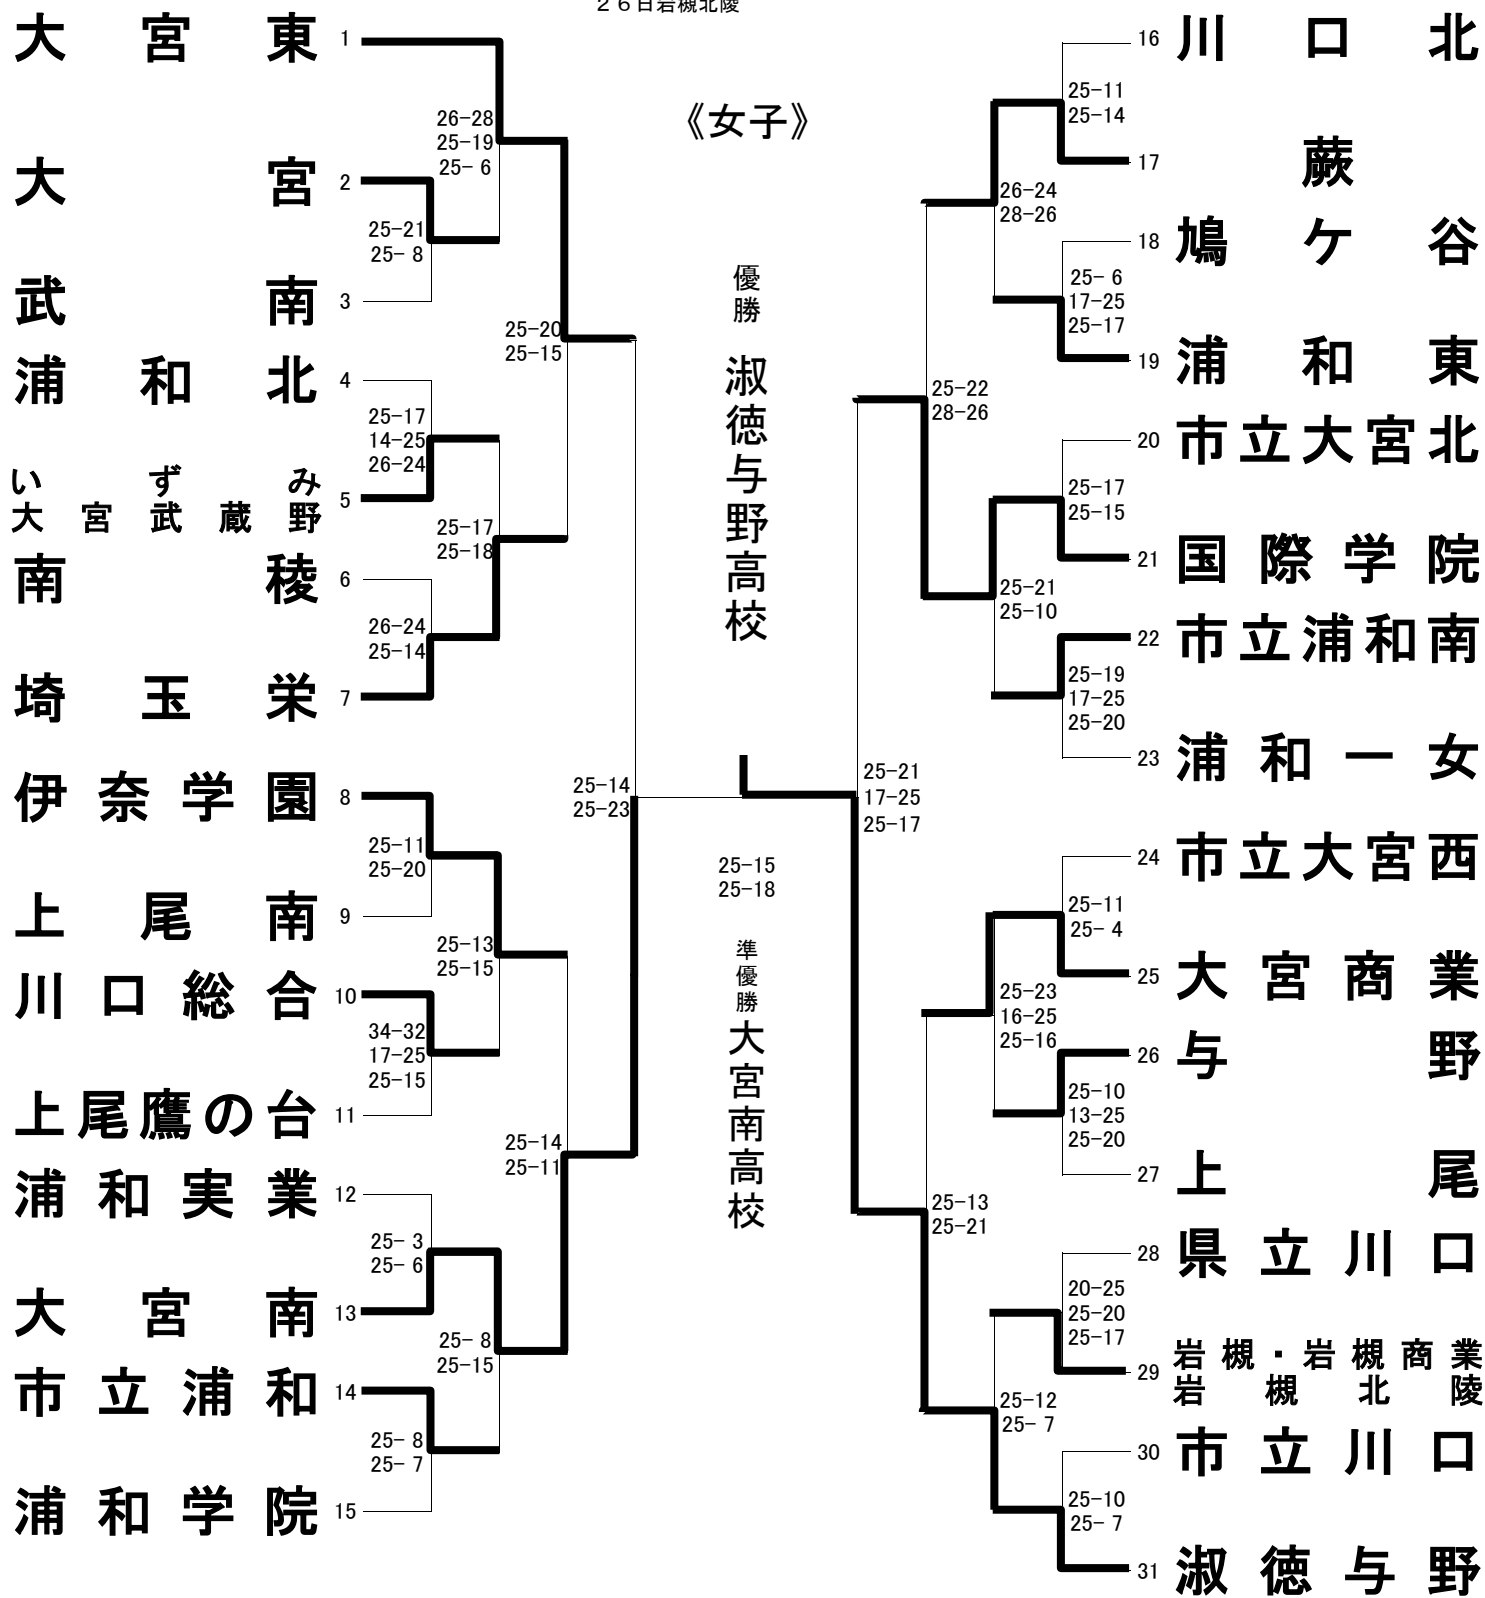 ２６日岩槻北陵
《女子》
大宮東 1
26-28
25-19
25- 6
大宮 2
25-21
25- 8
武南 3
25-20
25-15
浦和北 4
25-17
14-25
26-24
いずみ
大宮武蔵野 5
25-17
25-18
南稜 6
26-24
25-14
埼玉栄 7
25-14
25-23
伊奈学園 8
25-11
25-20
上尾南 9
25-13
25-15
川口総合 10
34-32
17-25
25-15
上尾鷹の台 11
25-14
25-11
浦和実業 12
25- 3
25- 6
大宮南 13
25- 8
25-15
市立浦和 14
25- 8
25- 7
浦和学院 15
優勝
淑徳与野高校
25-15
25-18
準優勝
大宮南高校
16 川口北
25-11
25-14
17 蕨
26-24
28-26
18 鳩ケ谷
25- 6
17-25
25-17
19 浦和東
25-22
28-26
20 市立大宮北
25-17
25-15
21 国際学院
25-21
25-10
22 市立浦和南
25-19
17-25
25-20
23 浦和一女
25-21
17-25
25-17
24 市立大宮西
25-11
25- 4
25 大宮商業
25-23
16-25
25-16
26 与野
25-10
13-25
25-20
27 上尾
25-13
25-21
28 県立川口
20-25
25-20
25-17
29 岩槻・岩槻商業
岩槻北陵
25-12
25- 7
30 市立川口
25-10
25- 7
31 淑徳与野